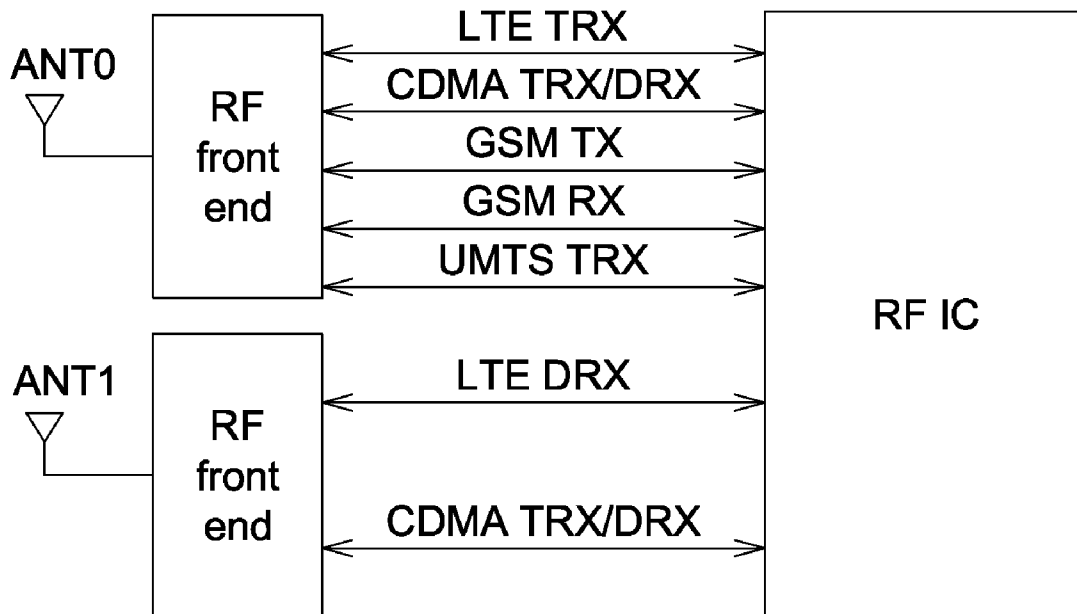 ANT0
RF
front
end
LTE TRX
CDMA TRX/DRX
GSM TX
GSM RX
UMTS TRX
RF IC
ANT1
RF
front
end
LTE DRX
CDMA TRX/DRX